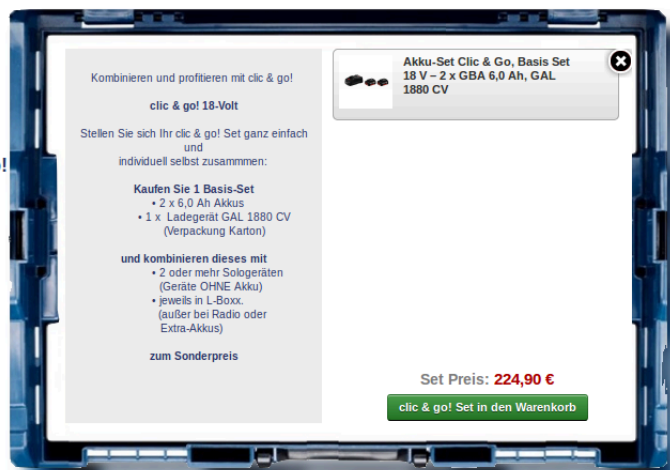 Kombinieren und profitieren mit clic & go!
clic & go! 18-Volt
Stellen Sie sich Ihr clic & go! Set ganz einfach
und
individuell selbst zusammmen:
Kaufen Sie 1 Basis-Set
• 2 x 6,0 Ah Akkus
• 1 x Ladegerät GAL 1880 CV
(Verpackung Karton)
und kombinieren dieses mit
• 2 oder mehr Sologeräten
(Geräte OHNE Akku)
• jeweils in L-Boxx.
(außer bei Radio oder
Extra-Akkus)
zum Sonderpreis
Akku-Set Clic & Go, Basis Set
18 V – 2 x GBA 6,0 Ah, GAL
1880 CV
Set Preis: 224,90 €
clic & go! Set in den Warenkorb